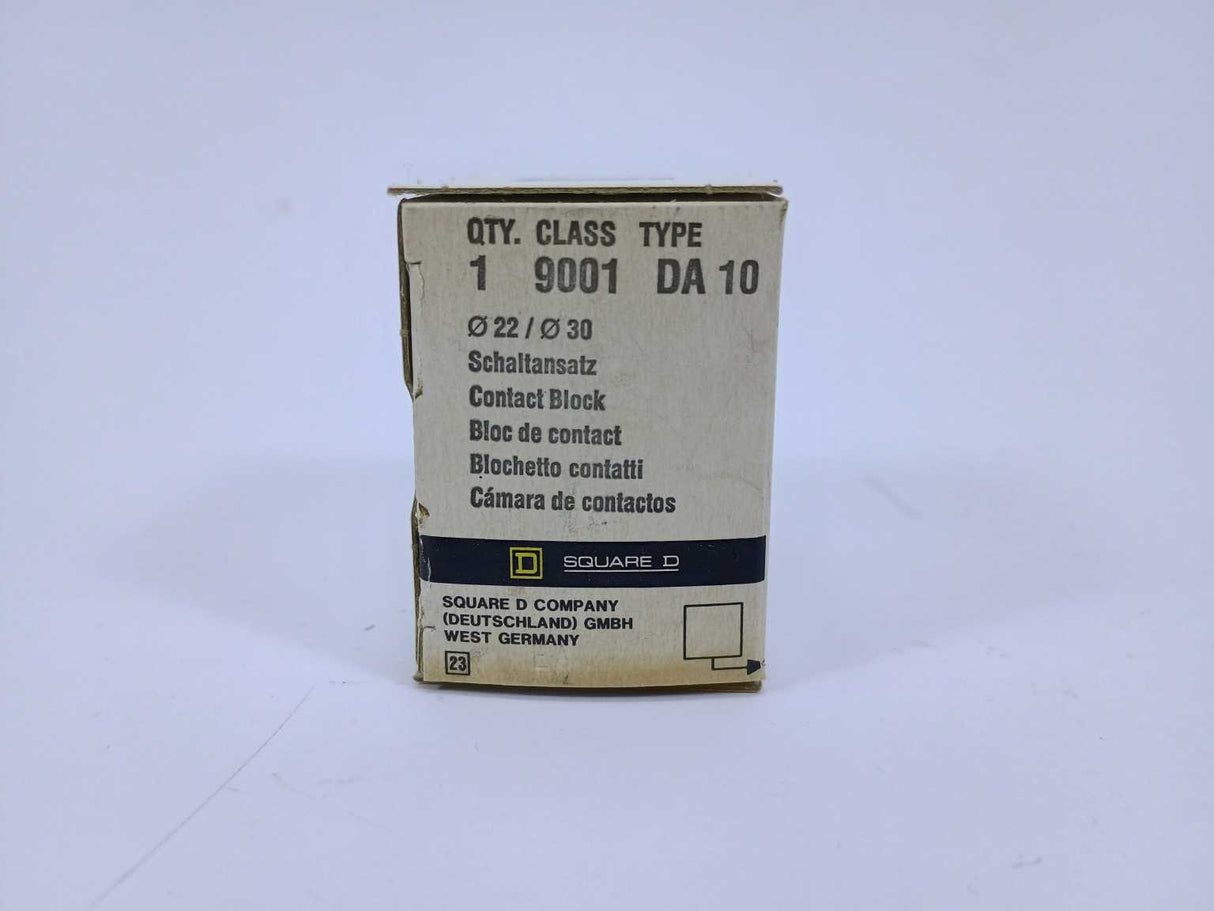 QTY. CLASS TYPE
1 9001 DA 10
Ø 22 / Ø 30
Schaltansatz
Contact Block
Bloc de contact
Blochetto contatti
Cámara de contactos
D SQUARE D
SQUARE D COMPANY
(DEUTSCHLAND) GMBH
WEST GERMANY
23